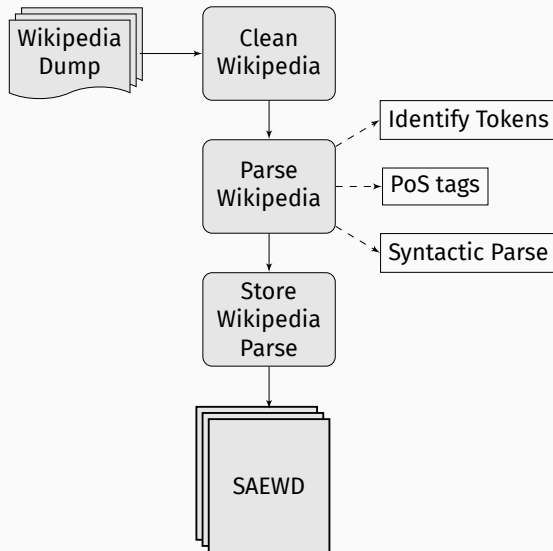 Wikipedia
Dump
Clean
Wikipedia
Parse
Wikipedia
Identify Tokens
PoS tags
Syntactic Parse
Store
Wikipedia
Parse
SAEWD